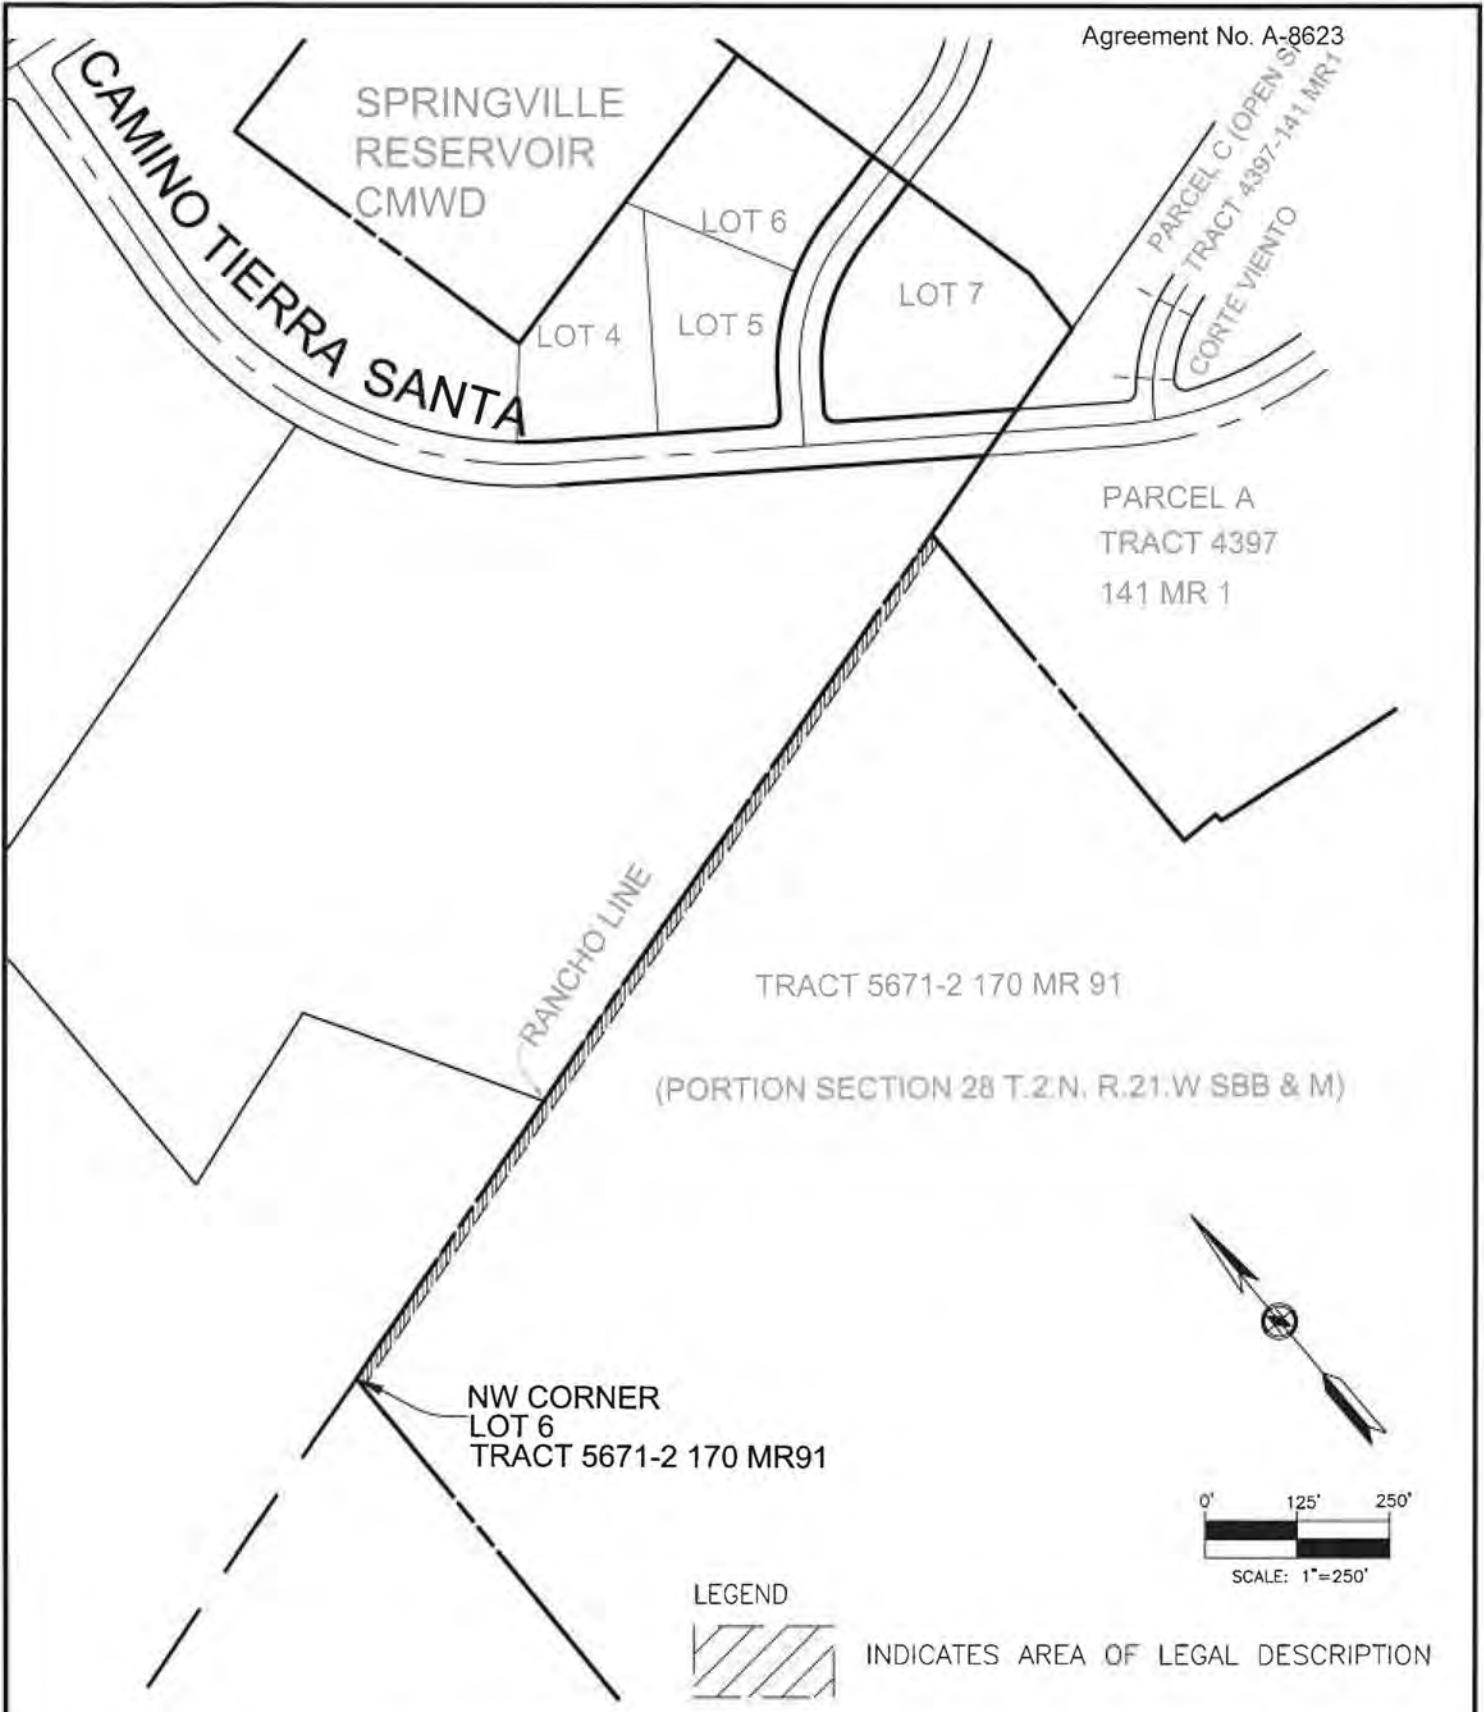 Agreement No. A-8623
CAMINO TIERRA SANTA
SPRINGVILLE
RESERVOIR
CMWD
LOT 6
LOT 4
LOT 5
LOT 7
PARCEL C (OPEN
TRACT 4397-141 MR1
CORTE VIENTO
PARCEL A
TRACT 4397
141 MR 1
RANCHO LINE
TRACT 5671-2 170 MR 91
(PORTION SECTION 28 T.2.N. R.21.W SBB & M)
NW CORNER
LOT 6
TRACT 5671-2 170 MR91
0' 125' 250'
SCALE: 1"=250'
LEGEND
INDICATES AREA OF LEGAL DESCRIPTION